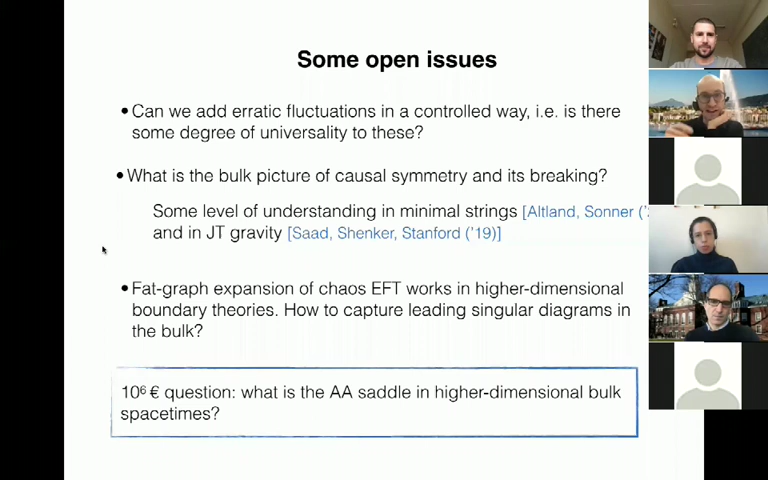 Some open issues
• Can we add erratic fluctuations in a controlled way, i.e. is there
some degree of universality to these?
• What is the bulk picture of causal symmetry and its breaking?
Some level of understanding in minimal strings [Altland, Sonner ('
and in JT gravity [Saad, Shenker, Stanford ('19)]
• Fat-graph expansion of chaos EFT works in higher-dimensional
boundary theories. How to capture leading singular diagrams in
the bulk?
10⁶ € question: what is the AA saddle in higher-dimensional bulk
spacetimes?